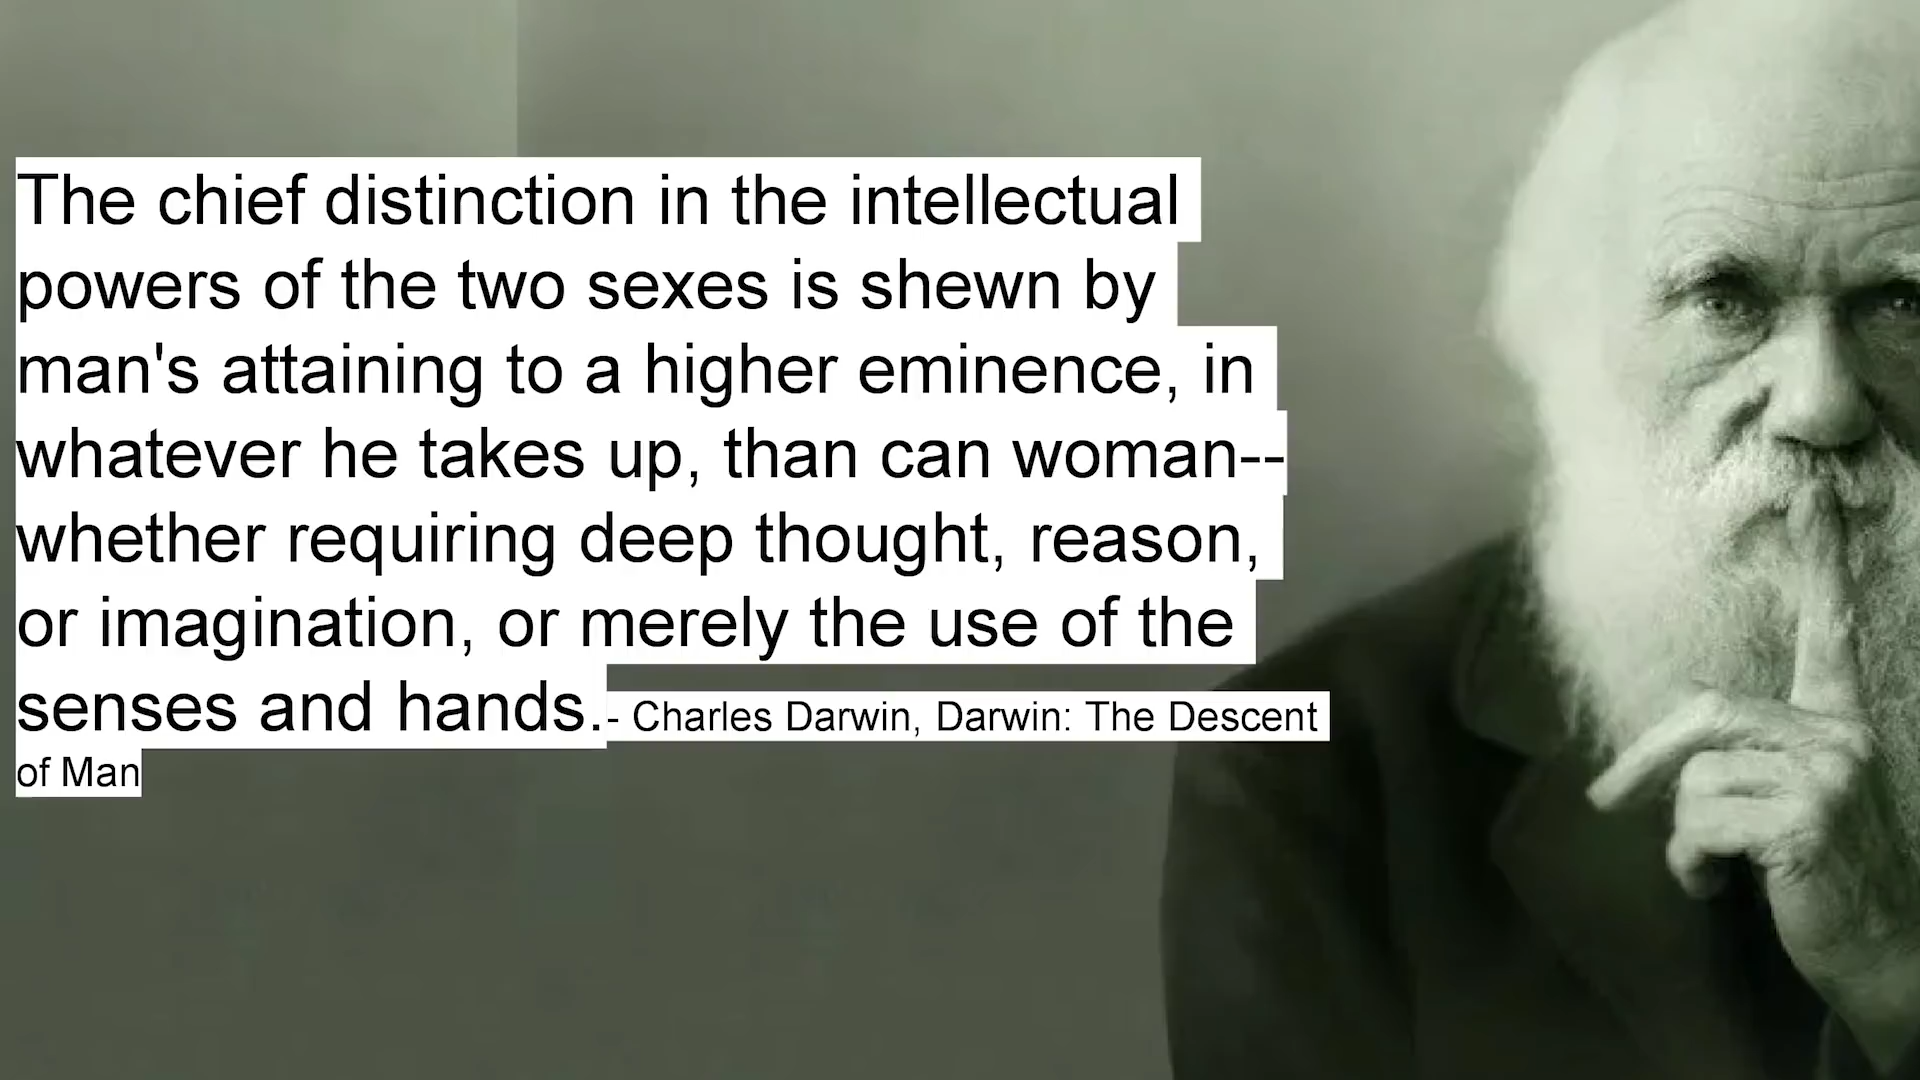 The chief distinction in the intellectual
powers of the two sexes is shewn by
man's attaining to a higher eminence, in
whatever he takes up, than can woman--
whether requiring deep thought, reason,
or imagination, or merely the use of the
senses and hands.- Charles Darwin, Darwin: The Descent
of Man